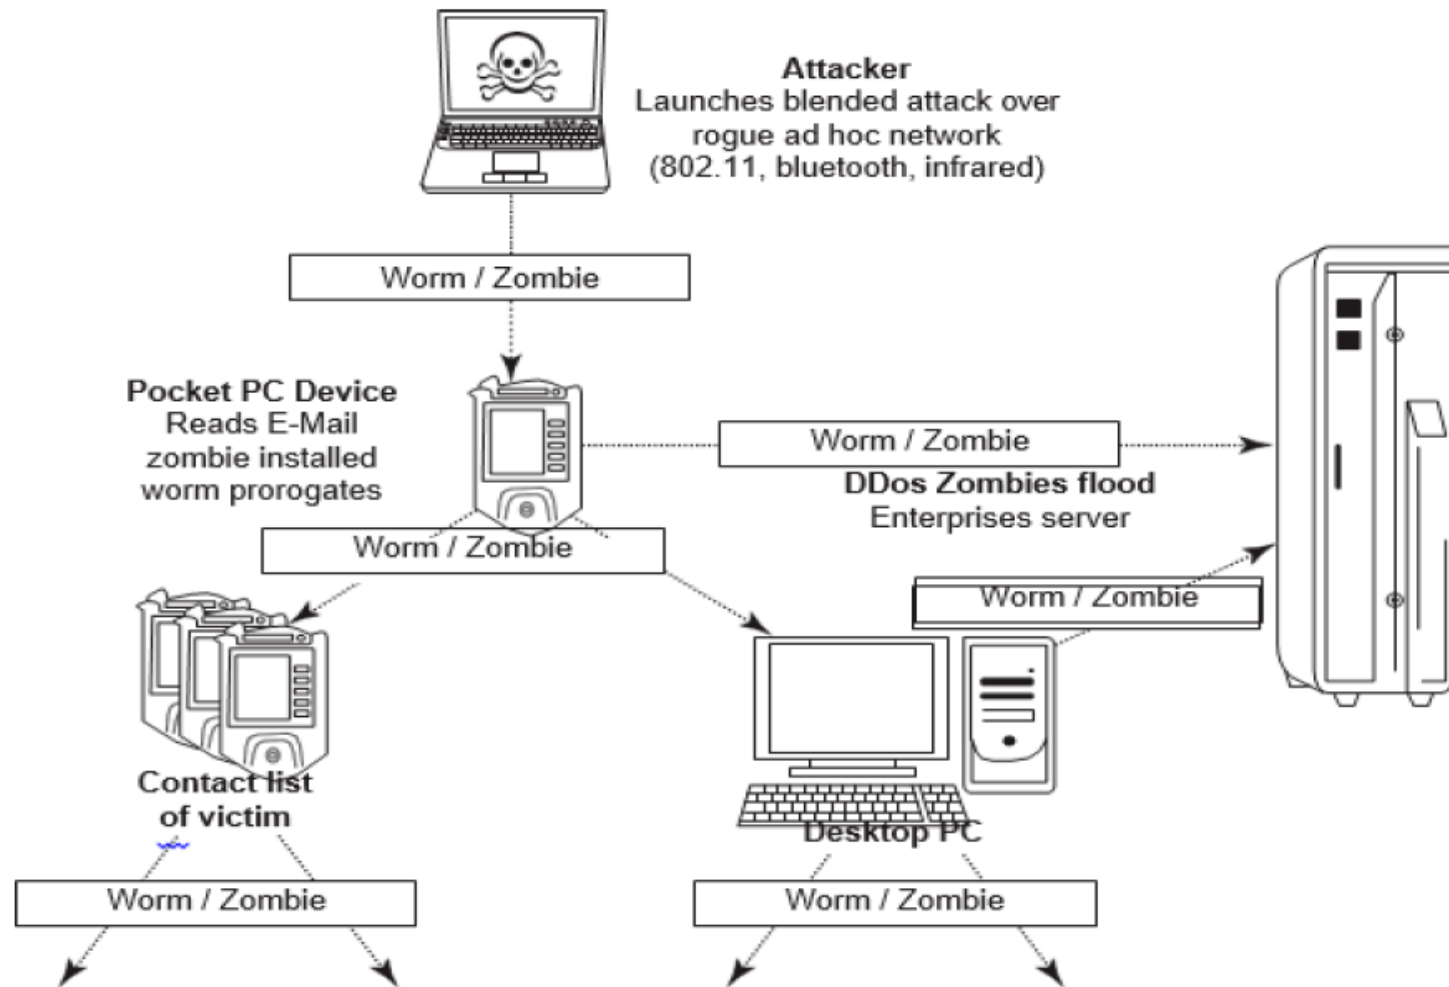 Attacker
Launches blended attack over
rogue ad hoc network
(802.11, bluetooth, infrared)
Worm / Zombie
Pocket PC Device
Reads E-Mail
zombie installed
worm prorogates
Worm / Zombie
DDos Zombies flood
Enterprises server
Worm / Zombie
Worm / Zombie
Contact list
of victim
Desktop PC
Worm / Zombie
Worm / Zombie